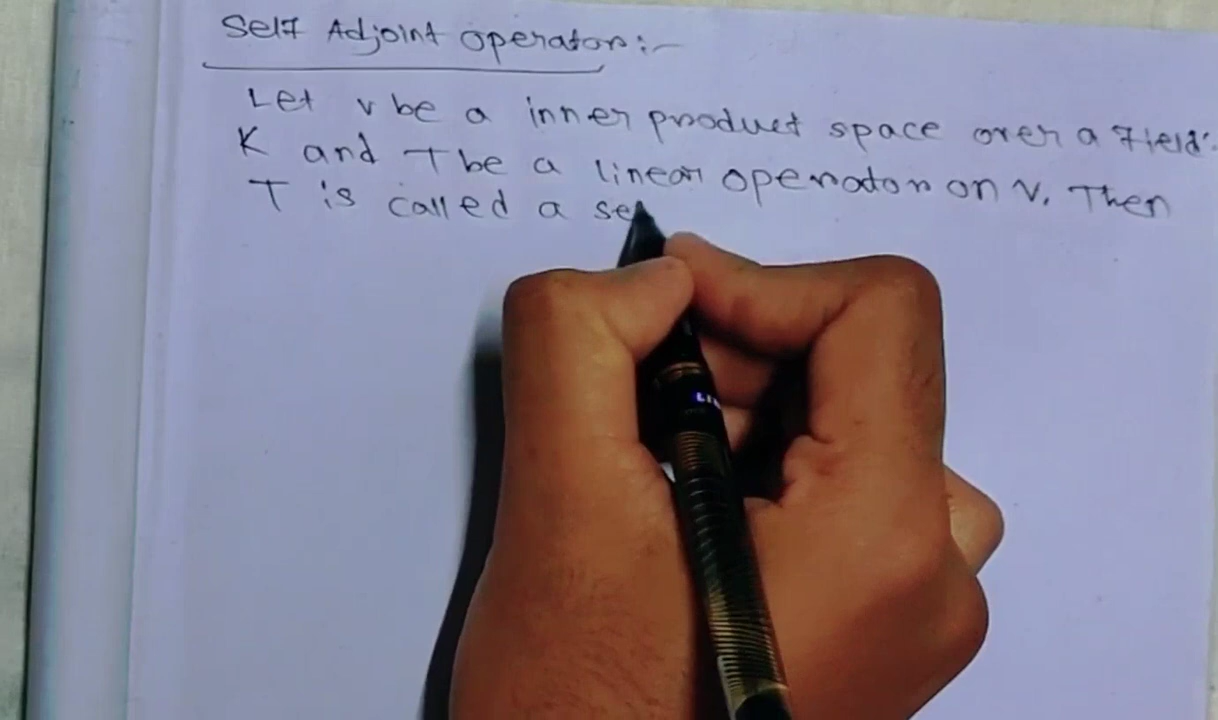 Self Adjoint operator:-
Let v be a inner product space over a Field
K and T be a linear operator on V. Then
T is called a se